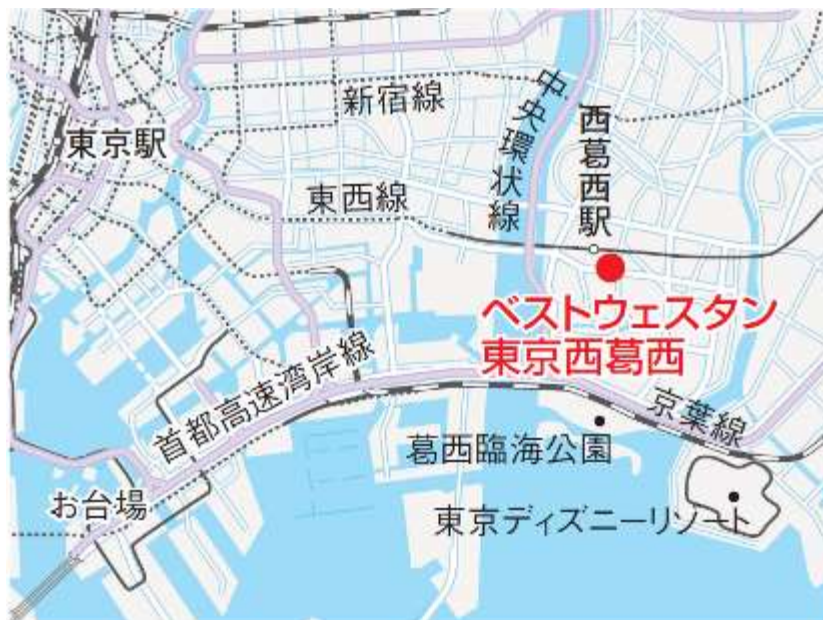 新宿線
中央環状線
西葛西駅
東京駅
東西線
ベストウェスタン
東京西葛西
首都高速湾岸線
京葉線
葛西臨海公園
お台場
東京ディズニーリゾート